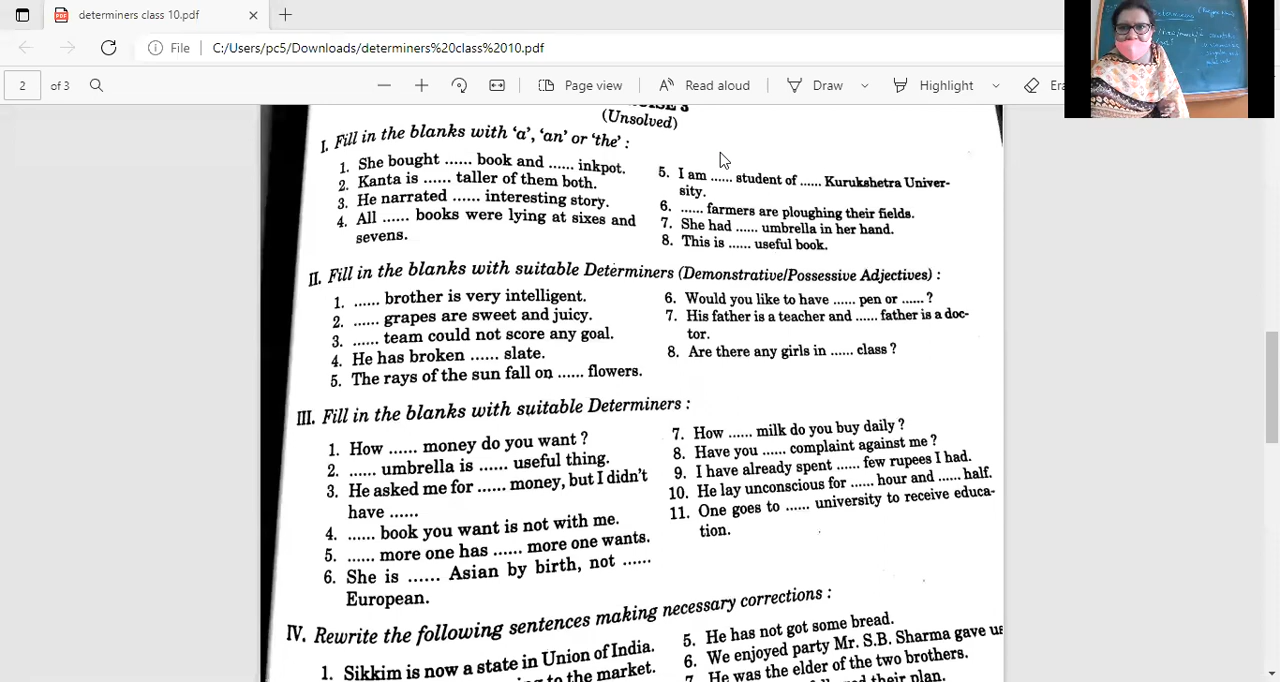 determiners class 10.pdf
File
C:/Users/pc5/Downloads/determiners%20class%2010.pdf
2 of 3
Page view
Read aloud
Draw
Highlight
Era
Determiners
(Unsolved)
I. Fill in the blanks with 'a', 'an' or 'the' :
1. She bought ...... book and ...... inkpot.
2. Kanta is ...... taller of them both.
3. He narrated ...... interesting story.
4. All ...... books were lying at sixes and
sevens.
5. I am ...... student of ...... Kurukshetra Univer-
sity.
6. ...... farmers are ploughing their fields.
7. She had ...... umbrella in her hand.
8. This is ...... useful book.
II. Fill in the blanks with suitable Determiners (Demonstrative/Possessive Adjectives) :
1. ...... brother is very intelligent.
2. ...... grapes are sweet and juicy.
3. ...... team could not score any goal.
4. He has broken ...... slate.
5. The rays of the sun fall on ...... flowers.
6. Would you like to have ...... pen or ...... ?
7. His father is a teacher and ...... father is a doc-
tor.
8. Are there any girls in ...... class ?
III. Fill in the blanks with suitable Determiners :
1. How ...... money do you want ?
2. ...... umbrella is ...... useful thing.
3. He asked me for ...... money, but I didn't
have ......
4. ...... book you want is not with me.
5. ...... more one has ...... more one wants.
6. She is ...... Asian by birth, not ......
European.
7. How ...... milk do you buy daily ?
8. Have you ...... complaint against me ?
9. I have already spent ...... few rupees I had.
10. He lay unconscious for ...... hour and ...... half.
11. One goes to ...... university to receive educa-
tion.
IV. Rewrite the following sentences making necessary corrections :
1. Sikkim is now a state in Union of India.
to the market.
5. He has not got some bread.
6. We enjoyed party Mr. S.B. Sharma gave us
7. He was the elder of the two brothers.
their plan.